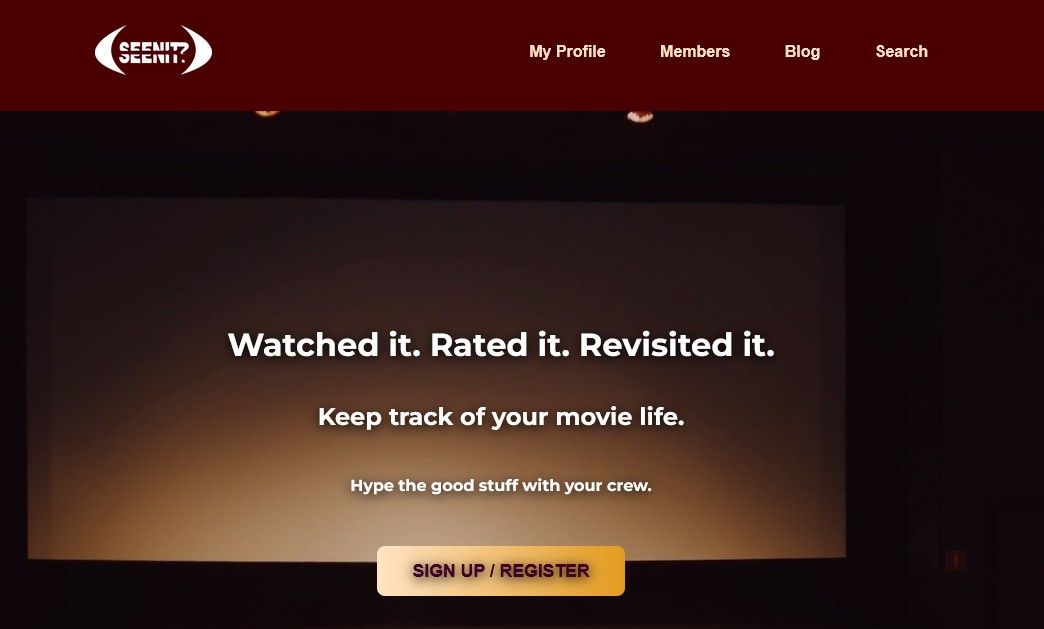 SEENIT?
My Profile
Members
Blog
Search
Watched it. Rated it. Revisited it.
Keep track of your movie life.
Hype the good stuff with your crew.
SIGN UP / REGISTER